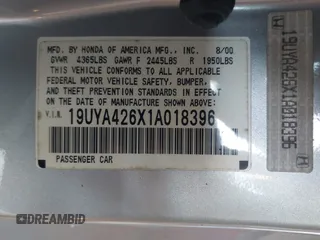 MFD. BY HONDA OF AMERICA MFG., INC. 8/00
GVWR 4365LBS GAWR F 2445LBS R 1950LBS
THIS VEHICLE CONFORMS TO ALL APPLICABLE
FEDERAL MOTOR VEHICLE SAFETY, BUMPER,
AND THEFT PREVENTION STANDARDS IN
EFFECT ON THE DATE OF MANUFACTURE
SHOWN ABOVE.
V.I.N. 19UYA426X1A018396
PASSENGER CAR
19UYA426X1A018396
DREAMBID